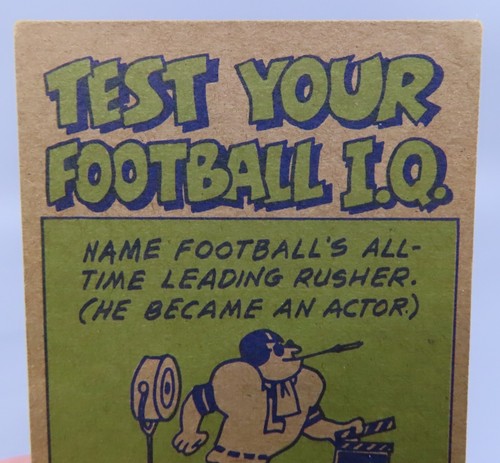 TEST YOUR
FOOTBALL I.Q.
NAME FOOTBALL'S ALL-
TIME LEADING RUSHER.
(HE BECAME AN ACTOR.)